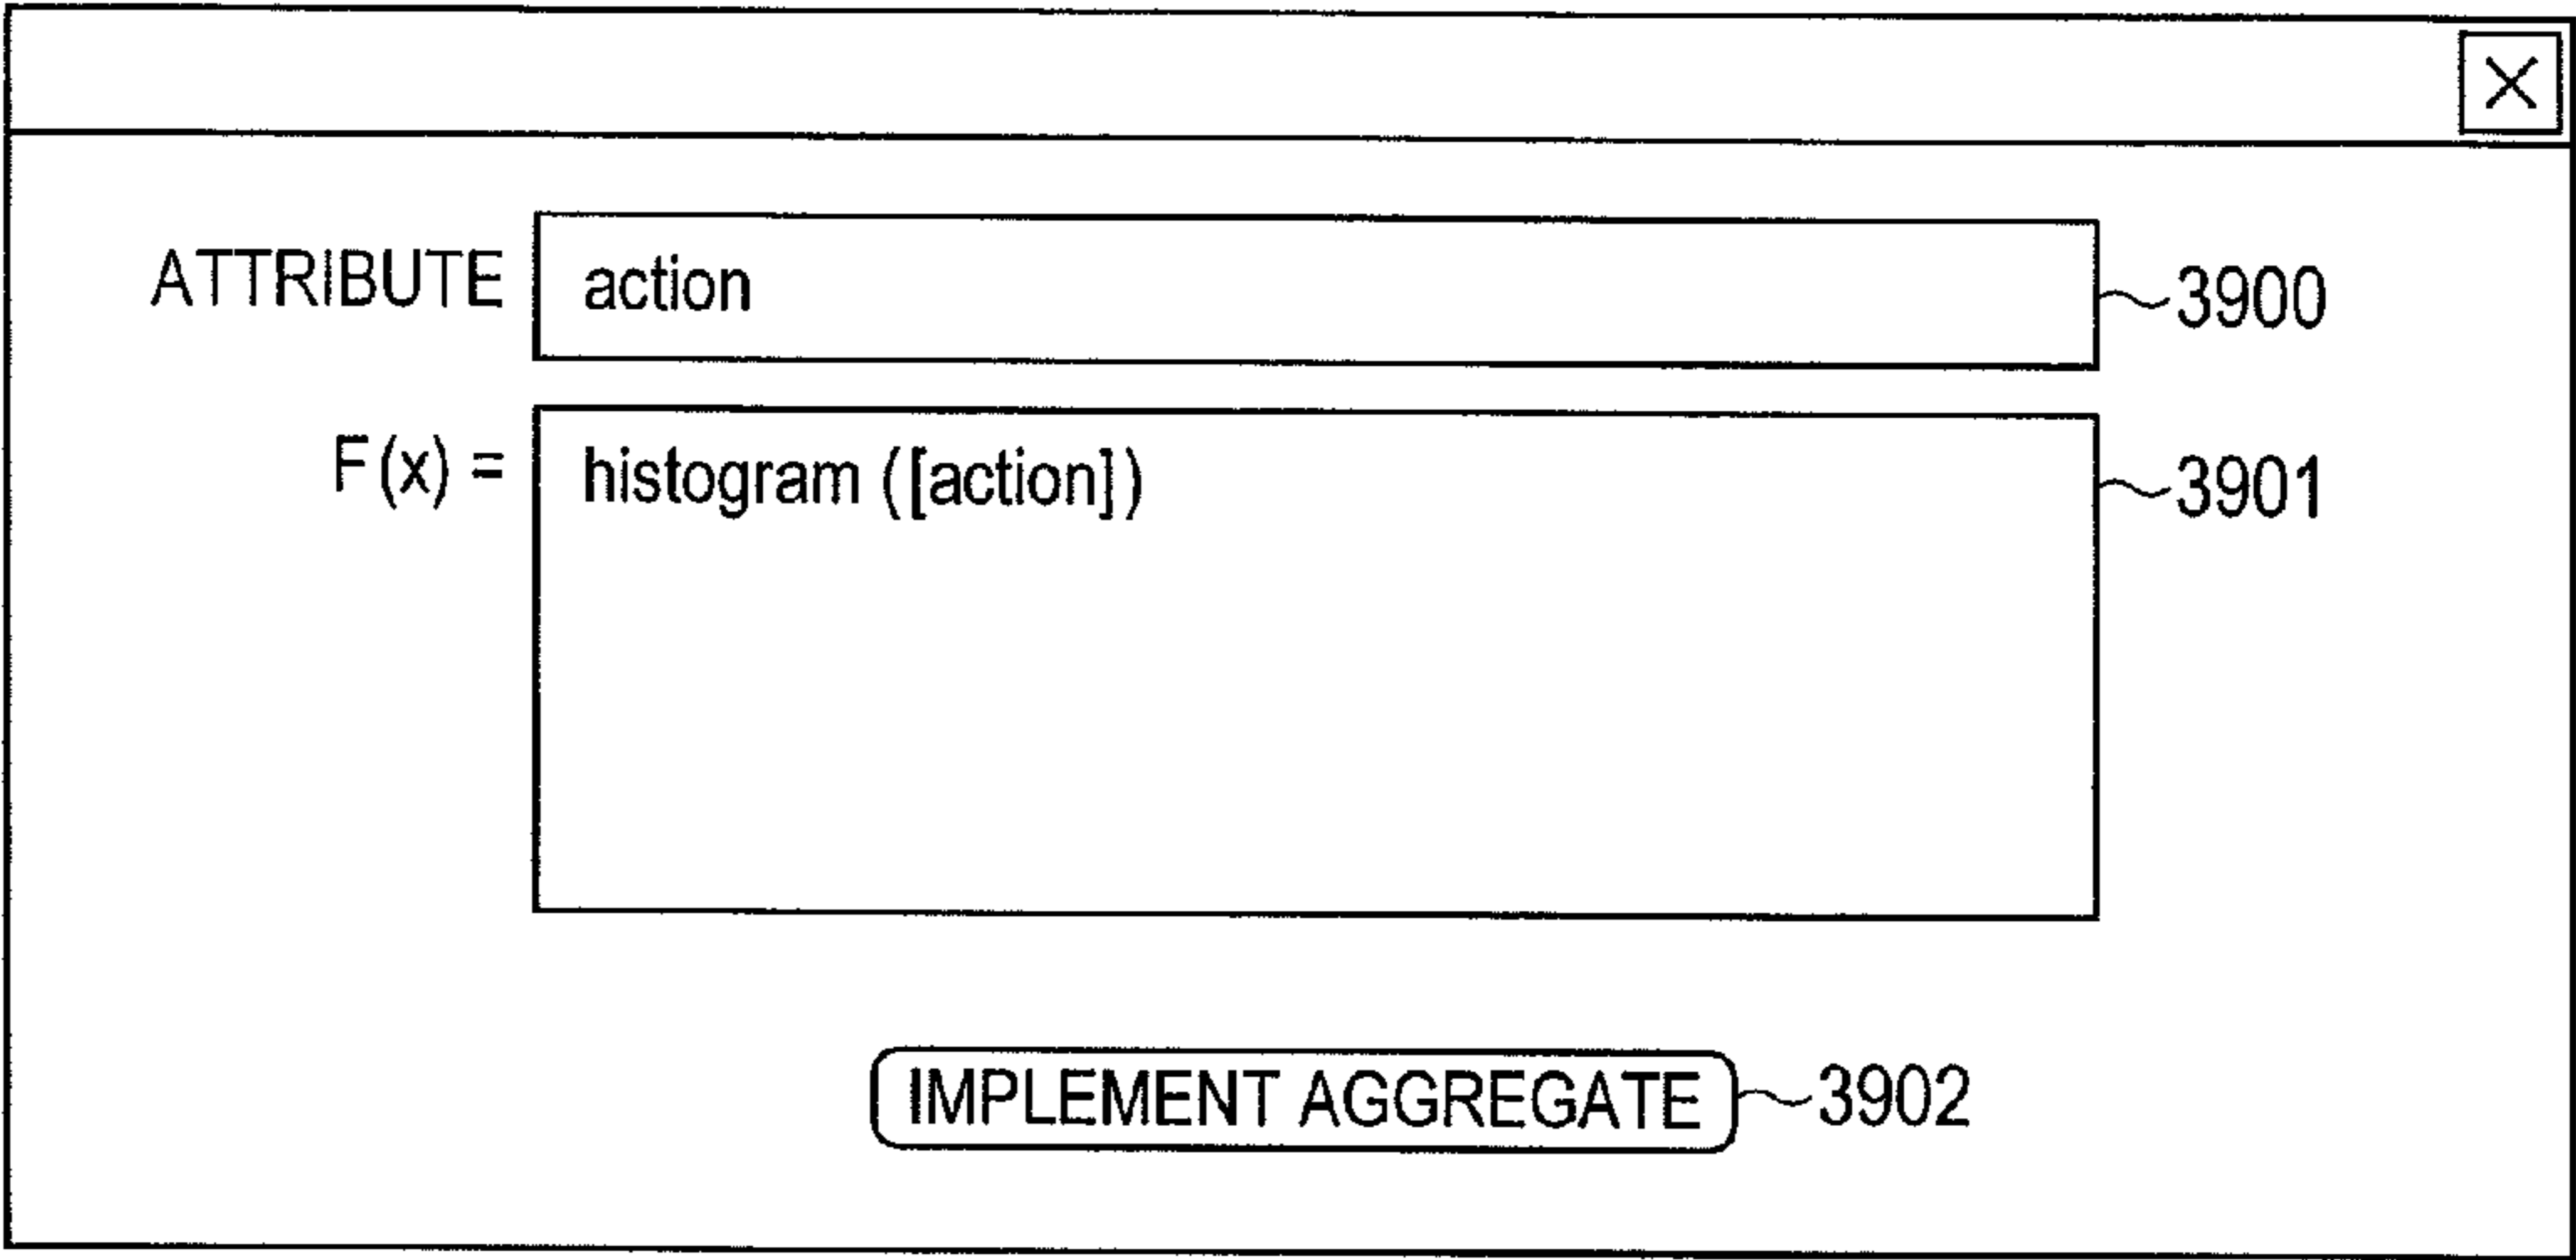 ATTRIBUTE action 3900
F(x) = histogram ([action]) 3901
IMPLEMENT AGGREGATE 3902